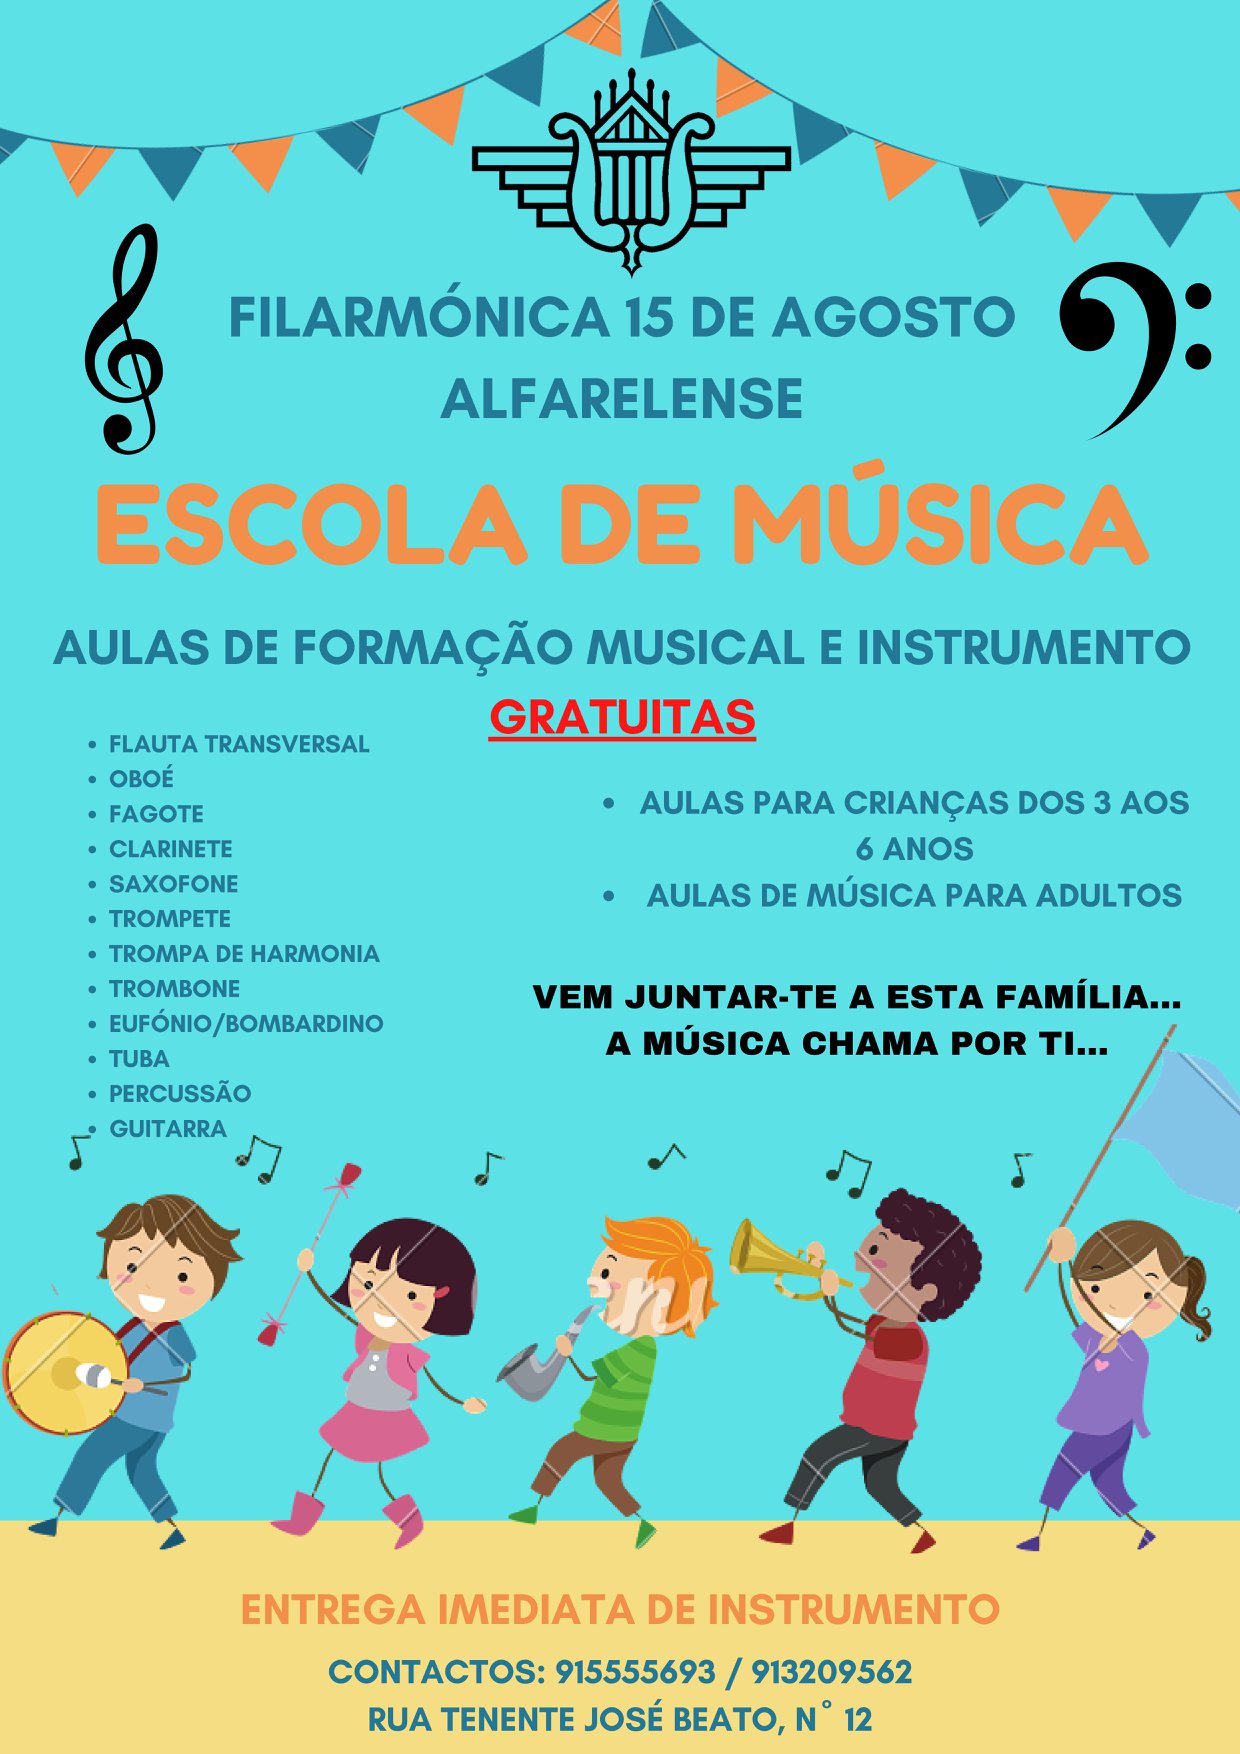 FILARMÓNICA 15 DE AGOSTO
ALFARELENSE
ESCOLA DE MÚSICA
AULAS DE FORMAÇÃO MUSICAL E INSTRUMENTO
GRATUITAS
• FLAUTA TRANSVERSAL
• OBOÉ
• FAGOTE
• CLARINETE
• SAXOFONE
• TROMPETE
• TROMPA DE HARMONIA
• TROMBONE
• EUFÓNIO/BOMBARDINO
• TUBA
• PERCUSSÃO
• GUITARRA
• AULAS PARA CRIANÇAS DOS 3 AOS
6 ANOS
• AULAS DE MÚSICA PARA ADULTOS
VEM JUNTAR-TE A ESTA FAMÍLIA...
A MÚSICA CHAMA POR TI...
ENTREGA IMEDIATA DE INSTRUMENTO
CONTACTOS: 915555693 / 913209562
RUA TENENTE JOSÉ BEATO, N° 12